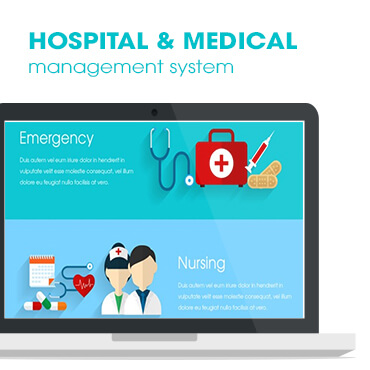 HOSPITAL & MEDICAL
management system
Emergency
Duis autem vel eum iriure dolor in hendrerit in
vulputate velit esse molestie consequat, vel illum
dolore eu feugiat nulla facilisis at vero.
Nursing
Duis autem vel eum iriure dolor in hendrerit in
vulputate velit esse molestie consequat, vel illum
dolore eu feugiat nulla facilisis at vero.